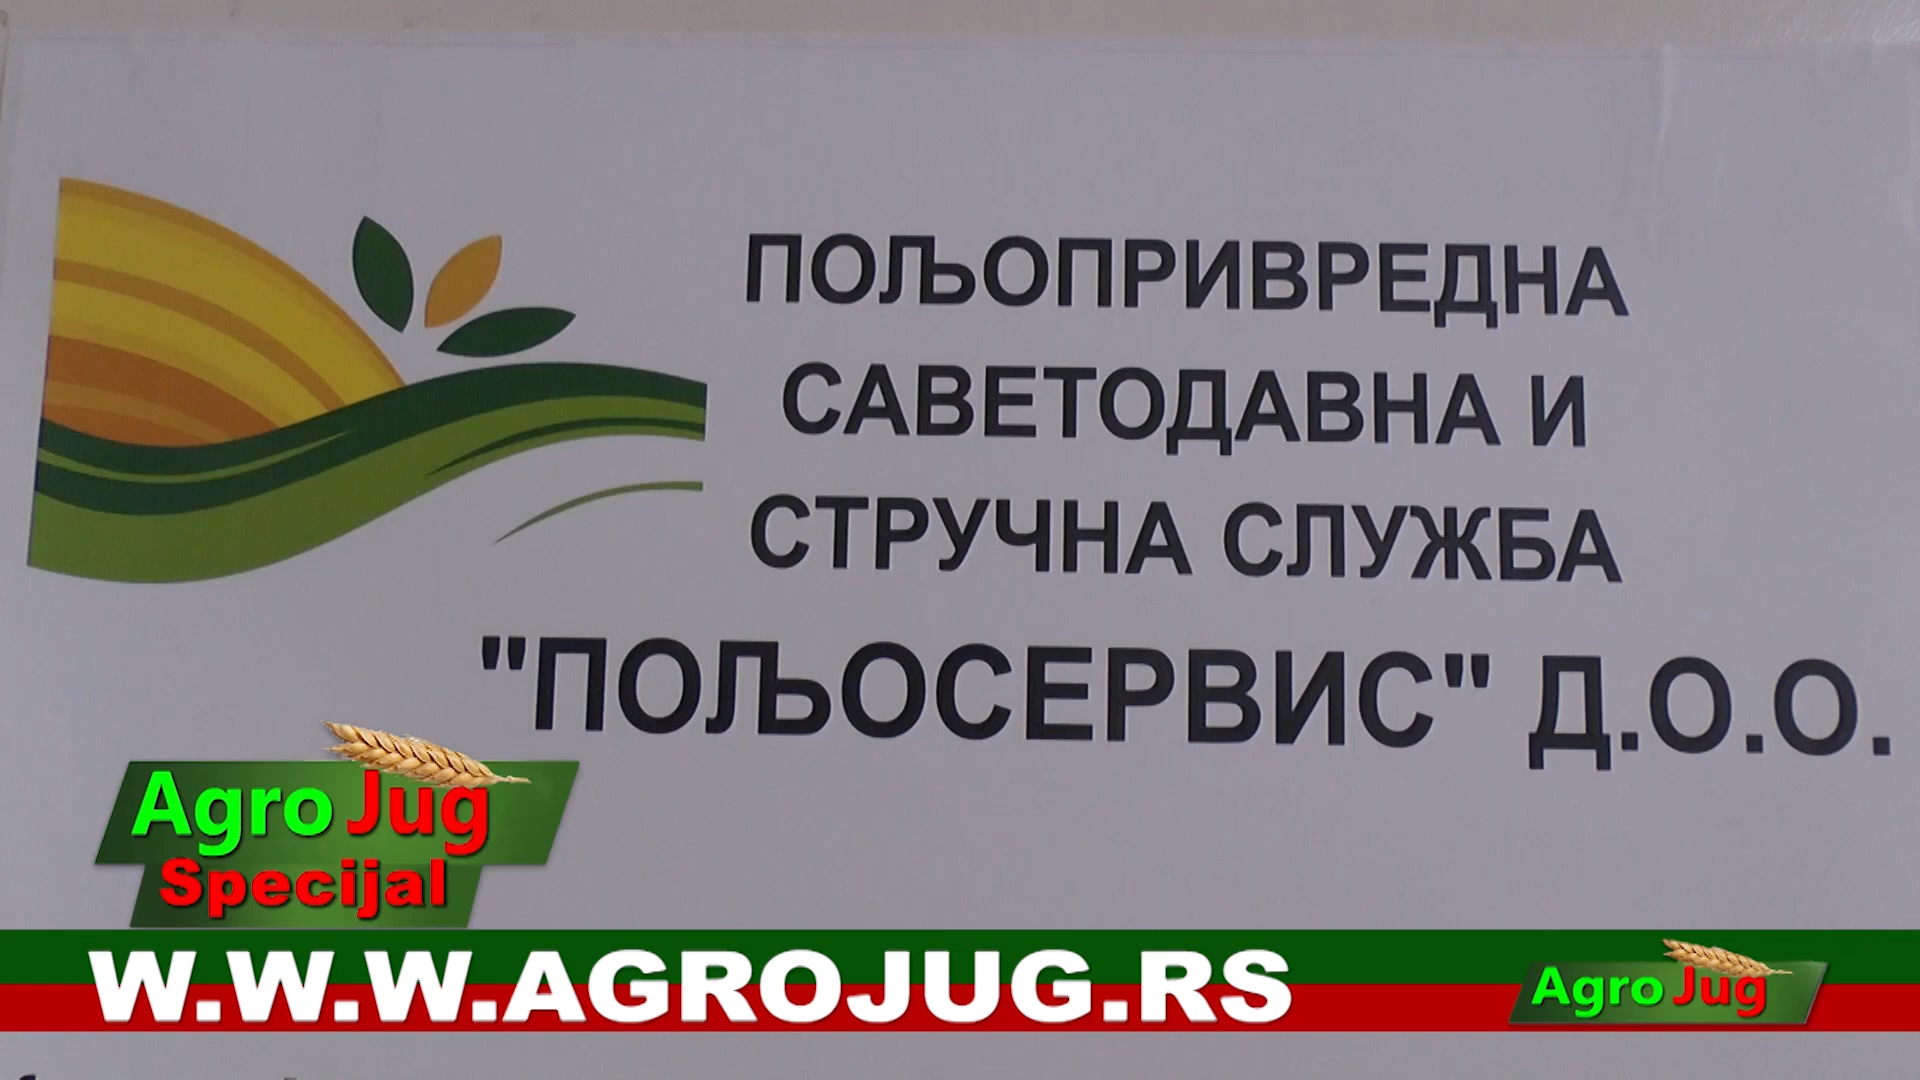 ПОЉОПРИВРЕДНА
САВЕТОДАВНА И
СТРУЧНА СЛУЖБА
"ПОЉОСЕРВИС" Д.О.О.
Agro Jug
Specijal
W.W.W.AGROJUG.RS
Agro Jug